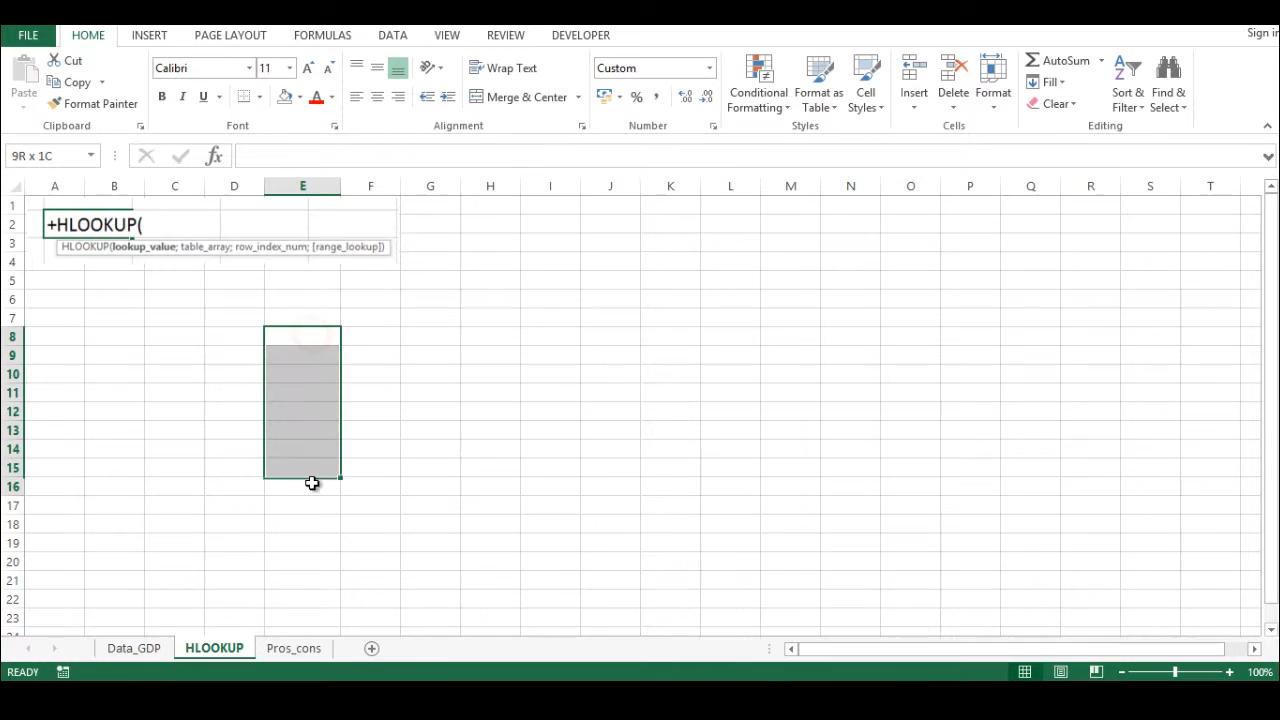 FILE HOME INSERT PAGE LAYOUT FORMULAS DATA VIEW REVIEW DEVELOPER Sign in
Cut
Copy
Format Painter
Paste
Calibri 11
B I U
Wrap Text
Merge & Center
Custom
%
Conditional Formatting
Format as Table
Cell Styles
Insert Delete Format
AutoSum
Fill
Clear
Sort & Filter
Find & Select
Clipboard Font Alignment Number Styles Cells Editing
9R x 1C fx
A B C D E F G H I J K L M N O P Q R S T
1
2 +HLOOKUP(
3 HLOOKUP(lookup_value; table_array; row_index_num; [range_lookup])
4
5
6
7
8
9
10
11
12
13
14
15
16
17
18
19
20
21
22
23
Data_GDP HLOOKUP Pros_cons
READY 100%